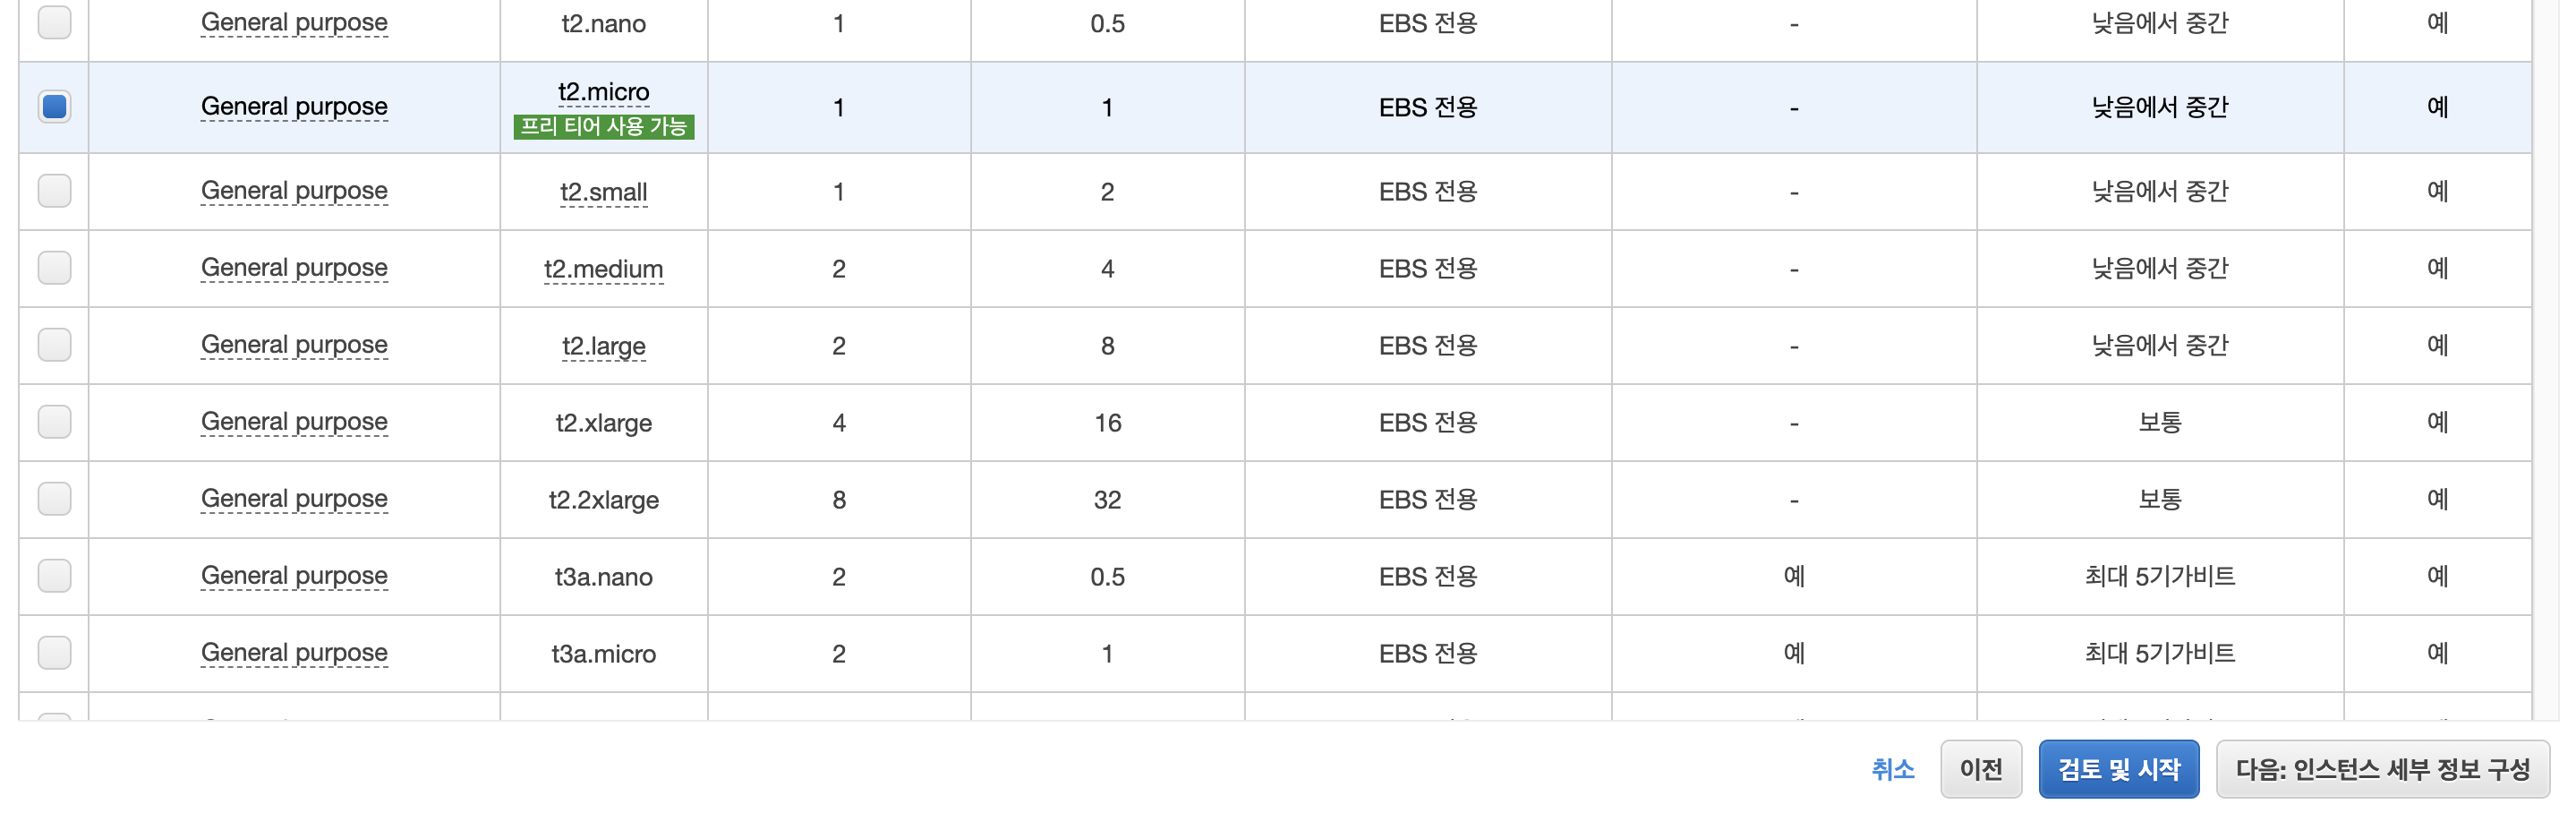 General purpose t2.nano 1 0.5 EBS 전용 - 낮음에서 중간 예
General purpose t2.micro 1 1 EBS 전용 - 낮음에서 중간 예
프리 티어 사용 가능
General purpose t2.small 1 2 EBS 전용 - 낮음에서 중간 예
General purpose t2.medium 2 4 EBS 전용 - 낮음에서 중간 예
General purpose t2.large 2 8 EBS 전용 - 낮음에서 중간 예
General purpose t2.xlarge 4 16 EBS 전용 - 보통 예
General purpose t2.2xlarge 8 32 EBS 전용 - 보통 예
General purpose t3a.nano 2 0.5 EBS 전용 예 최대 5기가비트 예
General purpose t3a.micro 2 1 EBS 전용 예 최대 5기가비트 예
취소 이전 검토 및 시작 다음: 인스턴스 세부 정보 구성